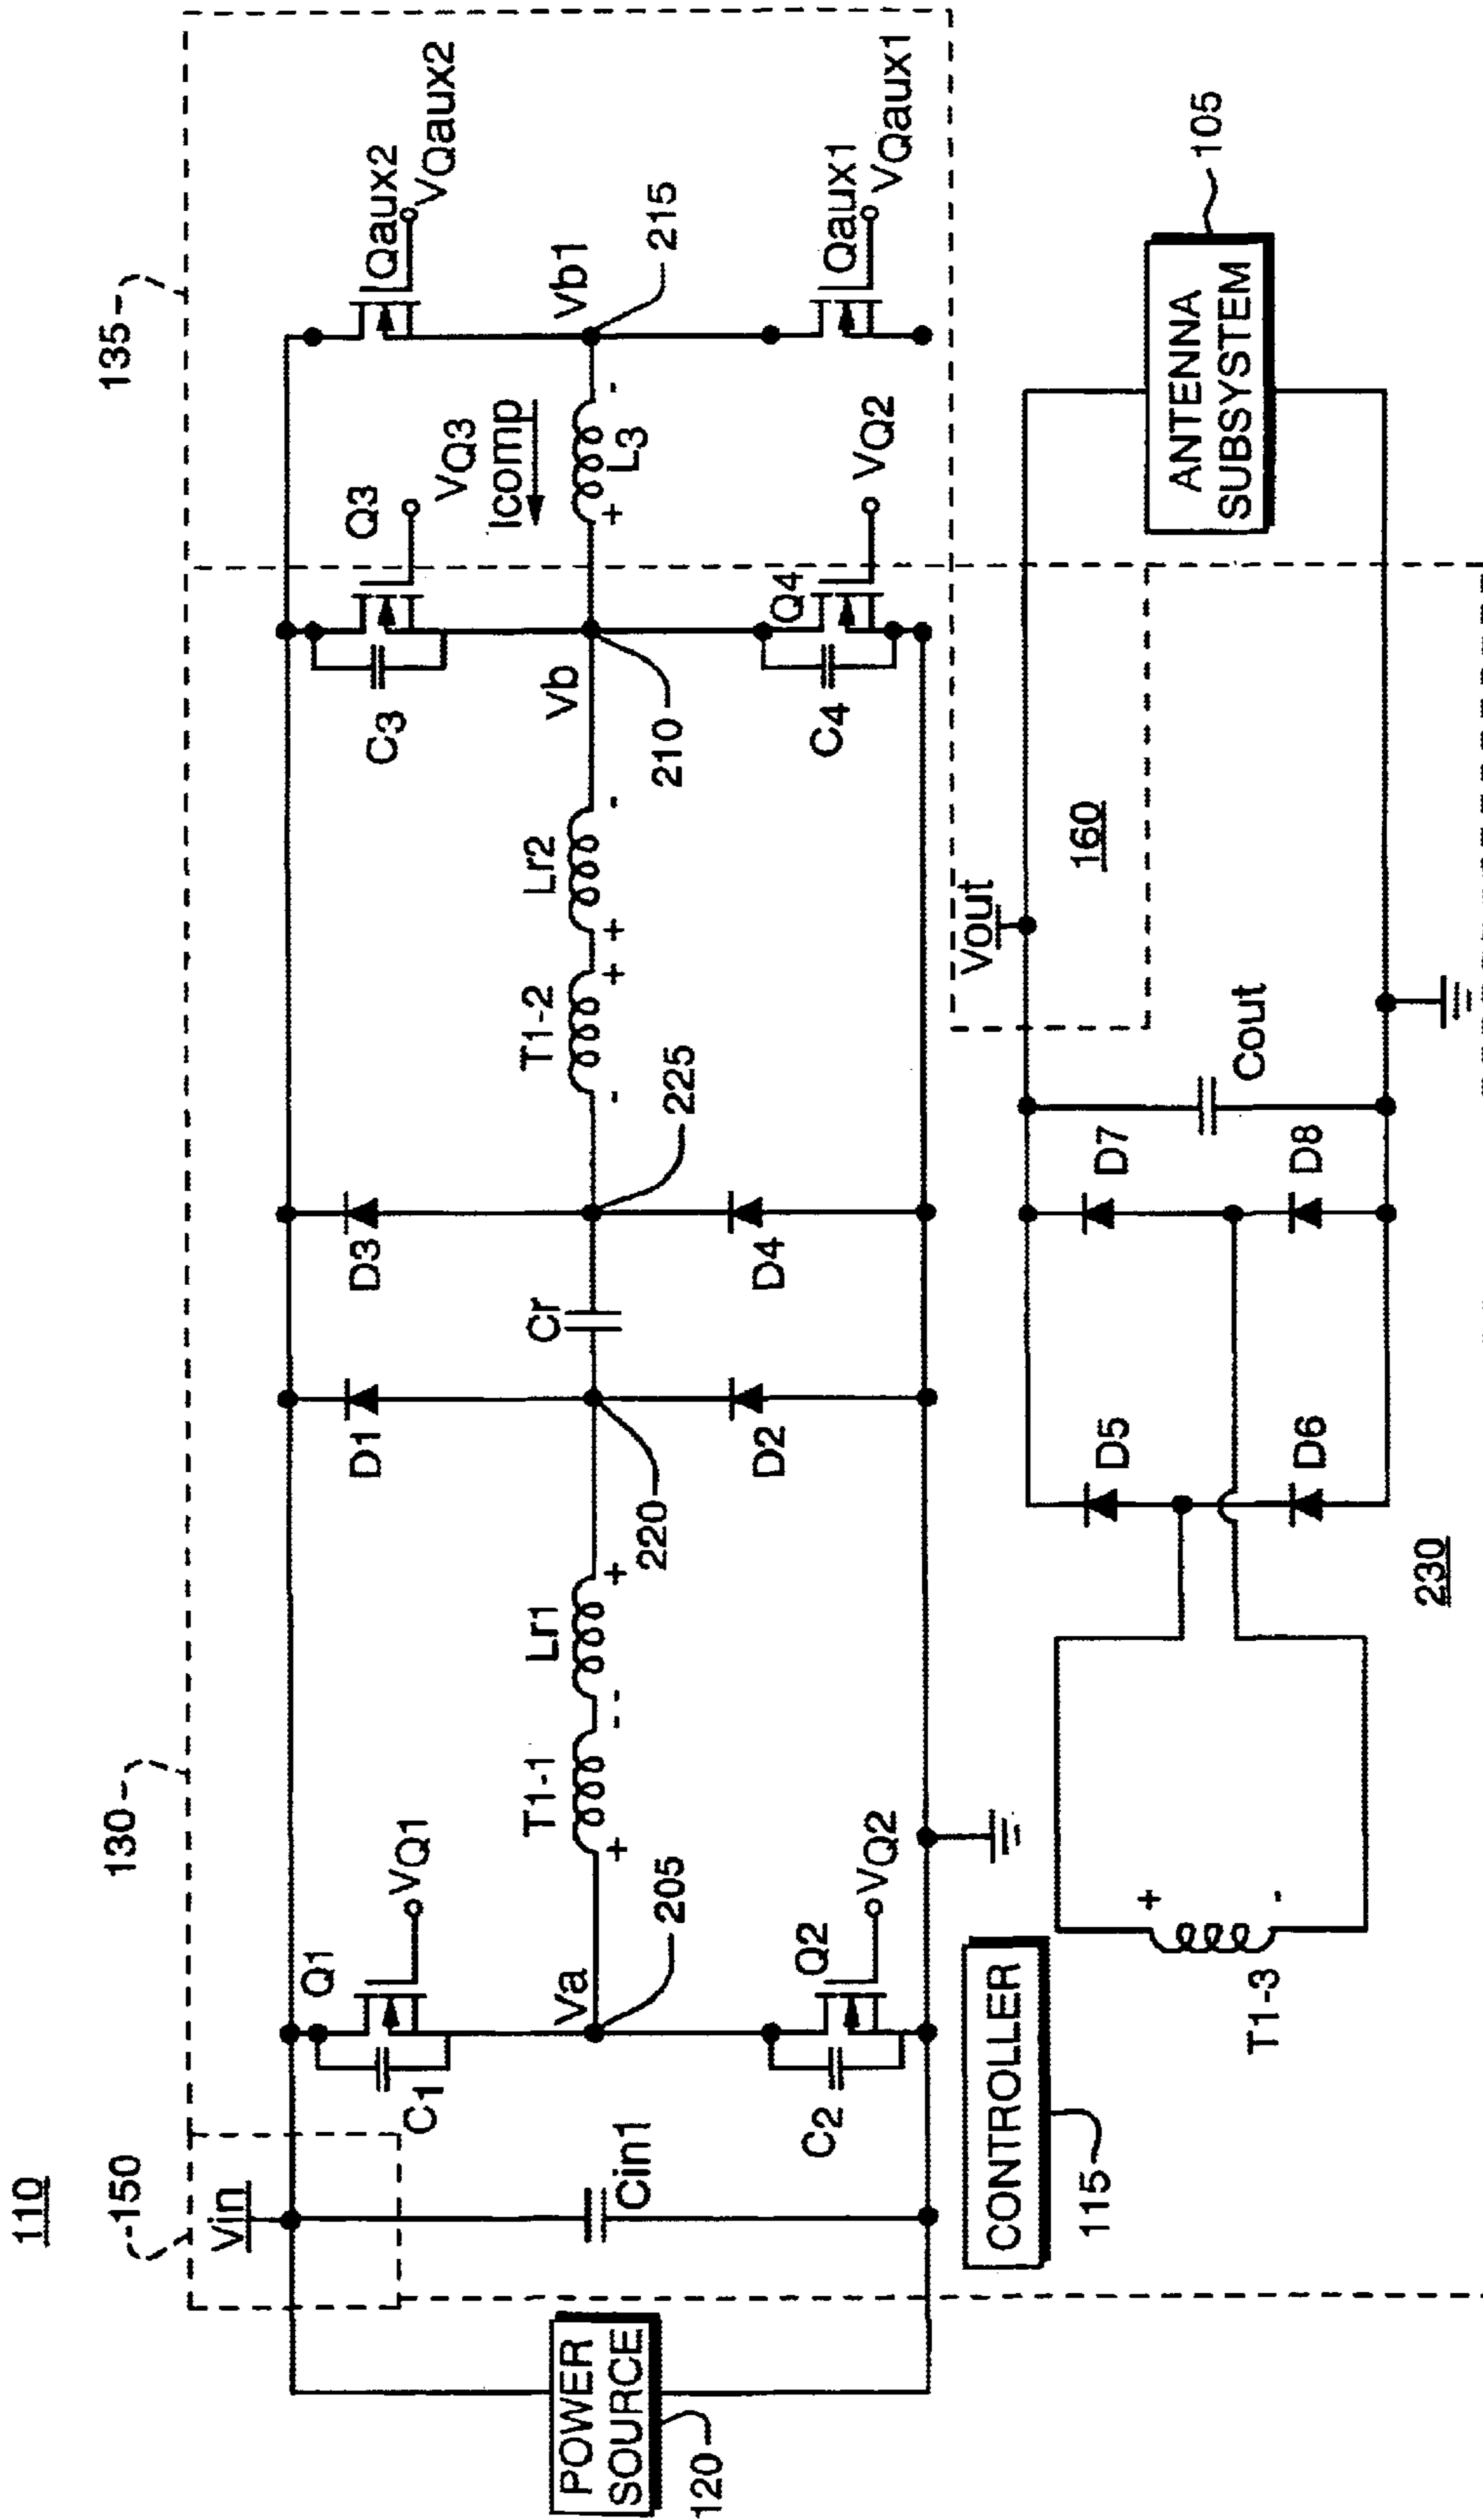 110
150
Vin
130
135
POWER
SOURCE
120
Cin1
Q1
C1
VQ1
Va
205
Q2
C2
VQ2
T1-1
+
-
Lr1
-
+
220
D1
D2
Cr
D3
D4
225
T1-2
-
+
Lr2
+
-
Vb
210
C3
Q3
VQ3
Icomp
C4
Q4
VQ2
L3
+
-
Vb1
215
Qaux2
VQaux2
Qaux1
VQaux1
CONTROLLER
115
T1-3
+
-
D5
D6
D7
D8
230
Cout
Vout
160
ANTENNA
SUBSYSTEM
105